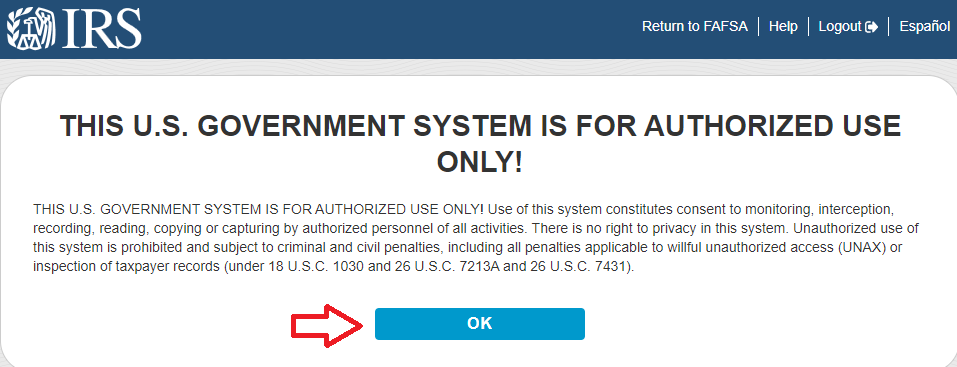 IRS
Return to FAFSA Help Logout Español
THIS U.S. GOVERNMENT SYSTEM IS FOR AUTHORIZED USE
ONLY!
THIS U.S. GOVERNMENT SYSTEM IS FOR AUTHORIZED USE ONLY! Use of this system constitutes consent to monitoring, interception,
recording, reading, copying or capturing by authorized personnel of all activities. There is no right to privacy in this system. Unauthorized use of
this system is prohibited and subject to criminal and civil penalties, including all penalties applicable to willful unauthorized access (UNAX) or
inspection of taxpayer records (under 18 U.S.C. 1030 and 26 U.S.C. 7213A and 26 U.S.C. 7431).
OK